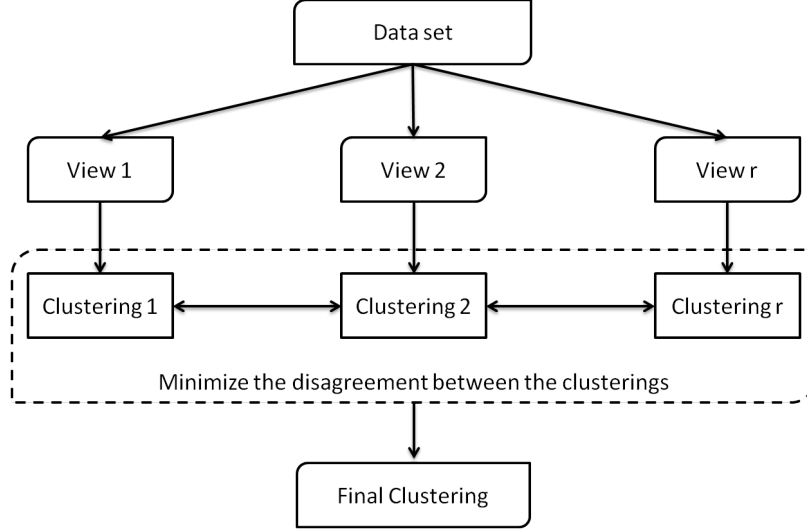 Data set
View 1
View 2
View r
Clustering 1
Clustering 2
Clustering r
Minimize the disagreement between the clusterings
Final Clustering